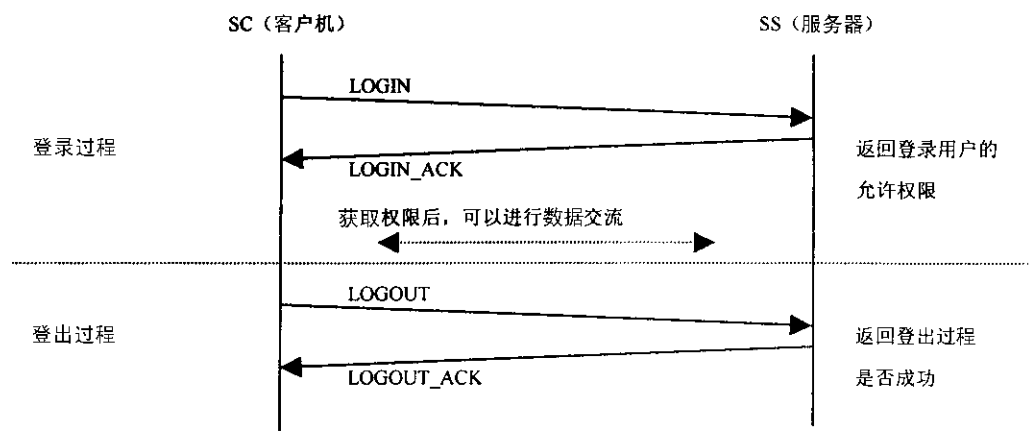 SC（客户机）
SS（服务器）
LOGIN
登录过程
LOGIN_ACK
返回登录用户的
允许权限
获取权限后，可以进行数据交流
LOGOUT
登出过程
LOGOUT_ACK
返回登出过程
是否成功